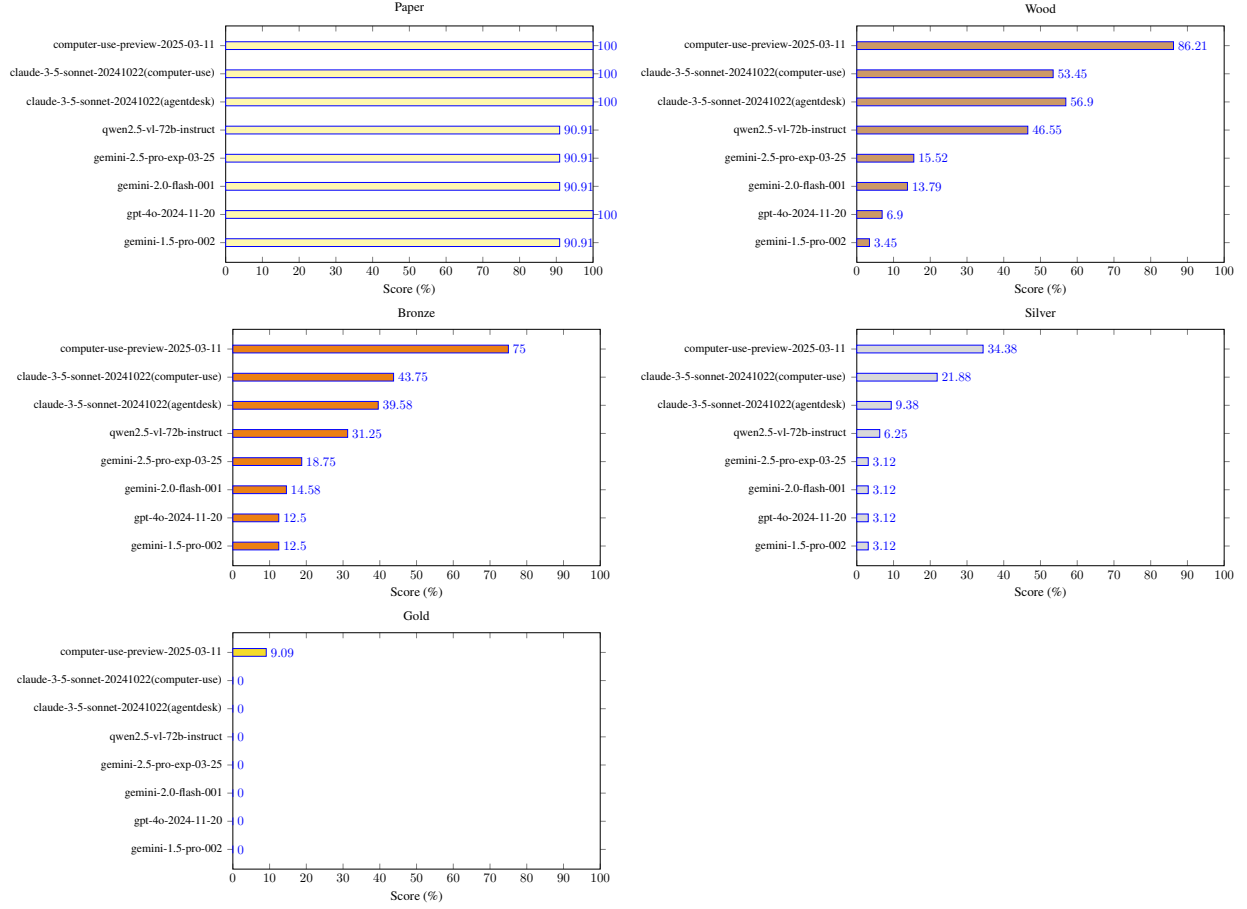 Paper
computer-use-preview-2025-03-11 100
claude-3-5-sonnet-20241022(computer-use) 100
claude-3-5-sonnet-20241022(agentdesk) 100
qwen2.5-vl-72b-instruct 90.91
gemini-2.5-pro-exp-03-25 90.91
gemini-2.0-flash-001 90.91
gpt-4o-2024-11-20 100
gemini-1.5-pro-002 90.91
0 10 20 30 40 50 60 70 80 90 100
Score (%)
Wood
computer-use-preview-2025-03-11 86.21
claude-3-5-sonnet-20241022(computer-use) 53.45
claude-3-5-sonnet-20241022(agentdesk) 56.9
qwen2.5-vl-72b-instruct 46.55
gemini-2.5-pro-exp-03-25 15.52
gemini-2.0-flash-001 13.79
gpt-4o-2024-11-20 6.9
gemini-1.5-pro-002 3.45
0 10 20 30 40 50 60 70 80 90 100
Score (%)
Bronze
computer-use-preview-2025-03-11 75
claude-3-5-sonnet-20241022(computer-use) 43.75
claude-3-5-sonnet-20241022(agentdesk) 39.58
qwen2.5-vl-72b-instruct 31.25
gemini-2.5-pro-exp-03-25 18.75
gemini-2.0-flash-001 14.58
gpt-4o-2024-11-20 12.5
gemini-1.5-pro-002 12.5
0 10 20 30 40 50 60 70 80 90 100
Score (%)
Silver
computer-use-preview-2025-03-11 34.38
claude-3-5-sonnet-20241022(computer-use) 21.88
claude-3-5-sonnet-20241022(agentdesk) 9.38
qwen2.5-vl-72b-instruct 6.25
gemini-2.5-pro-exp-03-25 3.12
gemini-2.0-flash-001 3.12
gpt-4o-2024-11-20 3.12
gemini-1.5-pro-002 3.12
0 10 20 30 40 50 60 70 80 90 100
Score (%)
Gold
computer-use-preview-2025-03-11 9.09
claude-3-5-sonnet-20241022(computer-use) 0
claude-3-5-sonnet-20241022(agentdesk) 0
qwen2.5-vl-72b-instruct 0
gemini-2.5-pro-exp-03-25 0
gemini-2.0-flash-001 0
gpt-4o-2024-11-20 0
gemini-1.5-pro-002 0
0 10 20 30 40 50 60 70 80 90 100
Score (%)